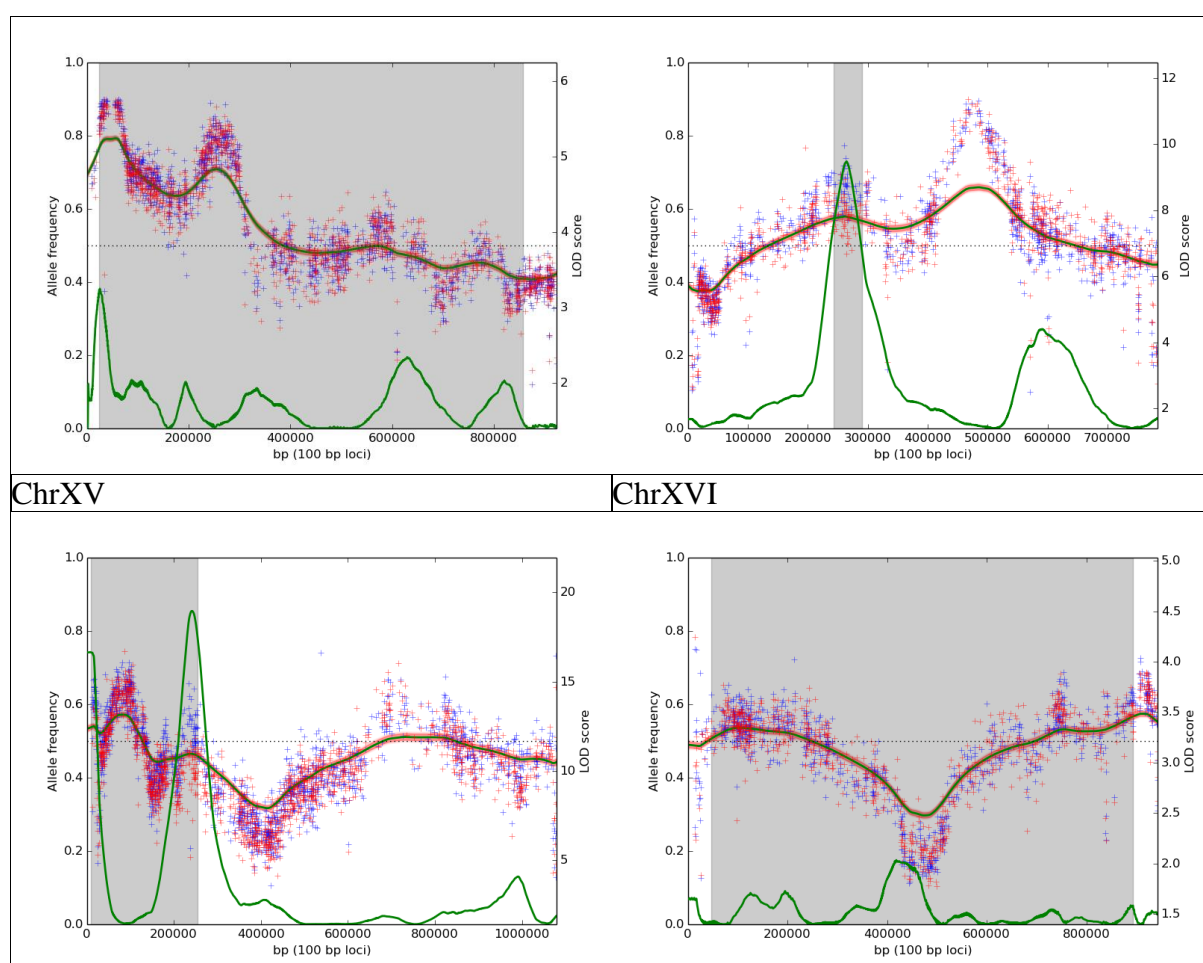 1.0
0.8
0.6
0.4
0.2
0.0
Allele frequency
6
5
4
3
2
LOD score
0 200000 400000 600000 800000
bp (100 bp loci)
1.0
0.8
0.6
0.4
0.2
0.0
Allele frequency
12
10
8
6
4
2
LOD score
0 100000 200000 300000 400000 500000 600000 700000
bp (100 bp loci)
ChrXV
ChrXVI
1.0
0.8
0.6
0.4
0.2
0.0
Allele frequency
20
15
10
5
LOD score
0 200000 400000 600000 800000 1000000
bp (100 bp loci)
1.0
0.8
0.6
0.4
0.2
0.0
Allele frequency
5.0
4.5
4.0
3.5
3.0
2.5
2.0
1.5
LOD score
0 200000 400000 600000 800000
bp (100 bp loci)